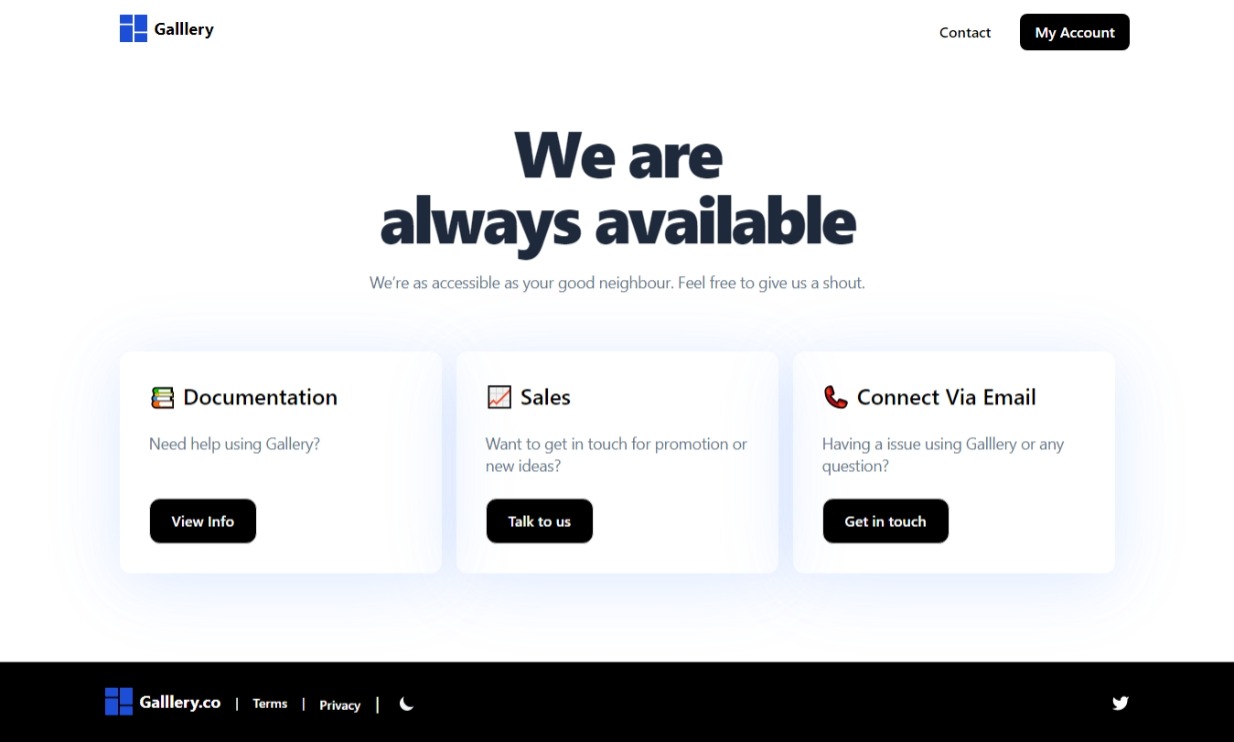 Galllery
Contact
My Account
We are
always available
We're as accessible as your good neighbour. Feel free to give us a shout.
Documentation
Need help using Gallery?
View Info
Sales
Want to get in touch for promotion or
new ideas?
Talk to us
Connect Via Email
Having a issue using Galllery or any
question?
Get in touch
Galllery.co | Terms | Privacy |